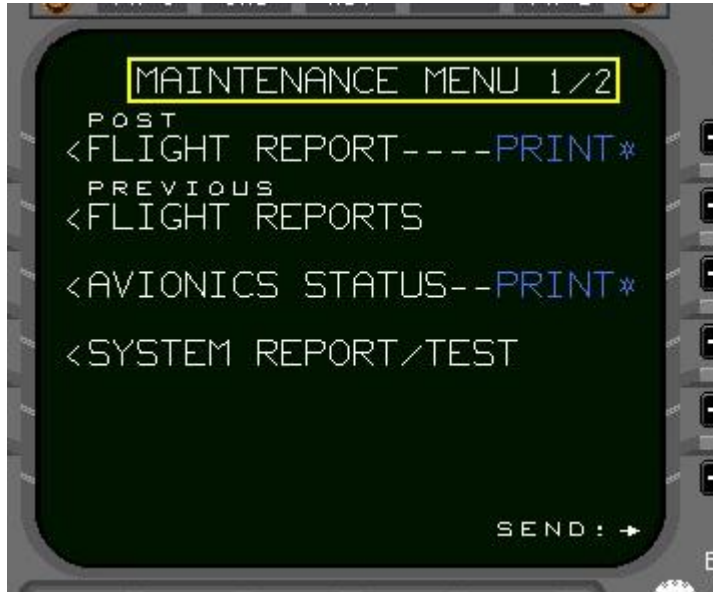 MAINTENANCE MENU 1/2
POST
<FLIGHT REPORT----PRINT*
PREVIOUS
<FLIGHT REPORTS
<AVIONICS STATUS--PRINT*
<SYSTEM REPORT/TEST
SEND:→